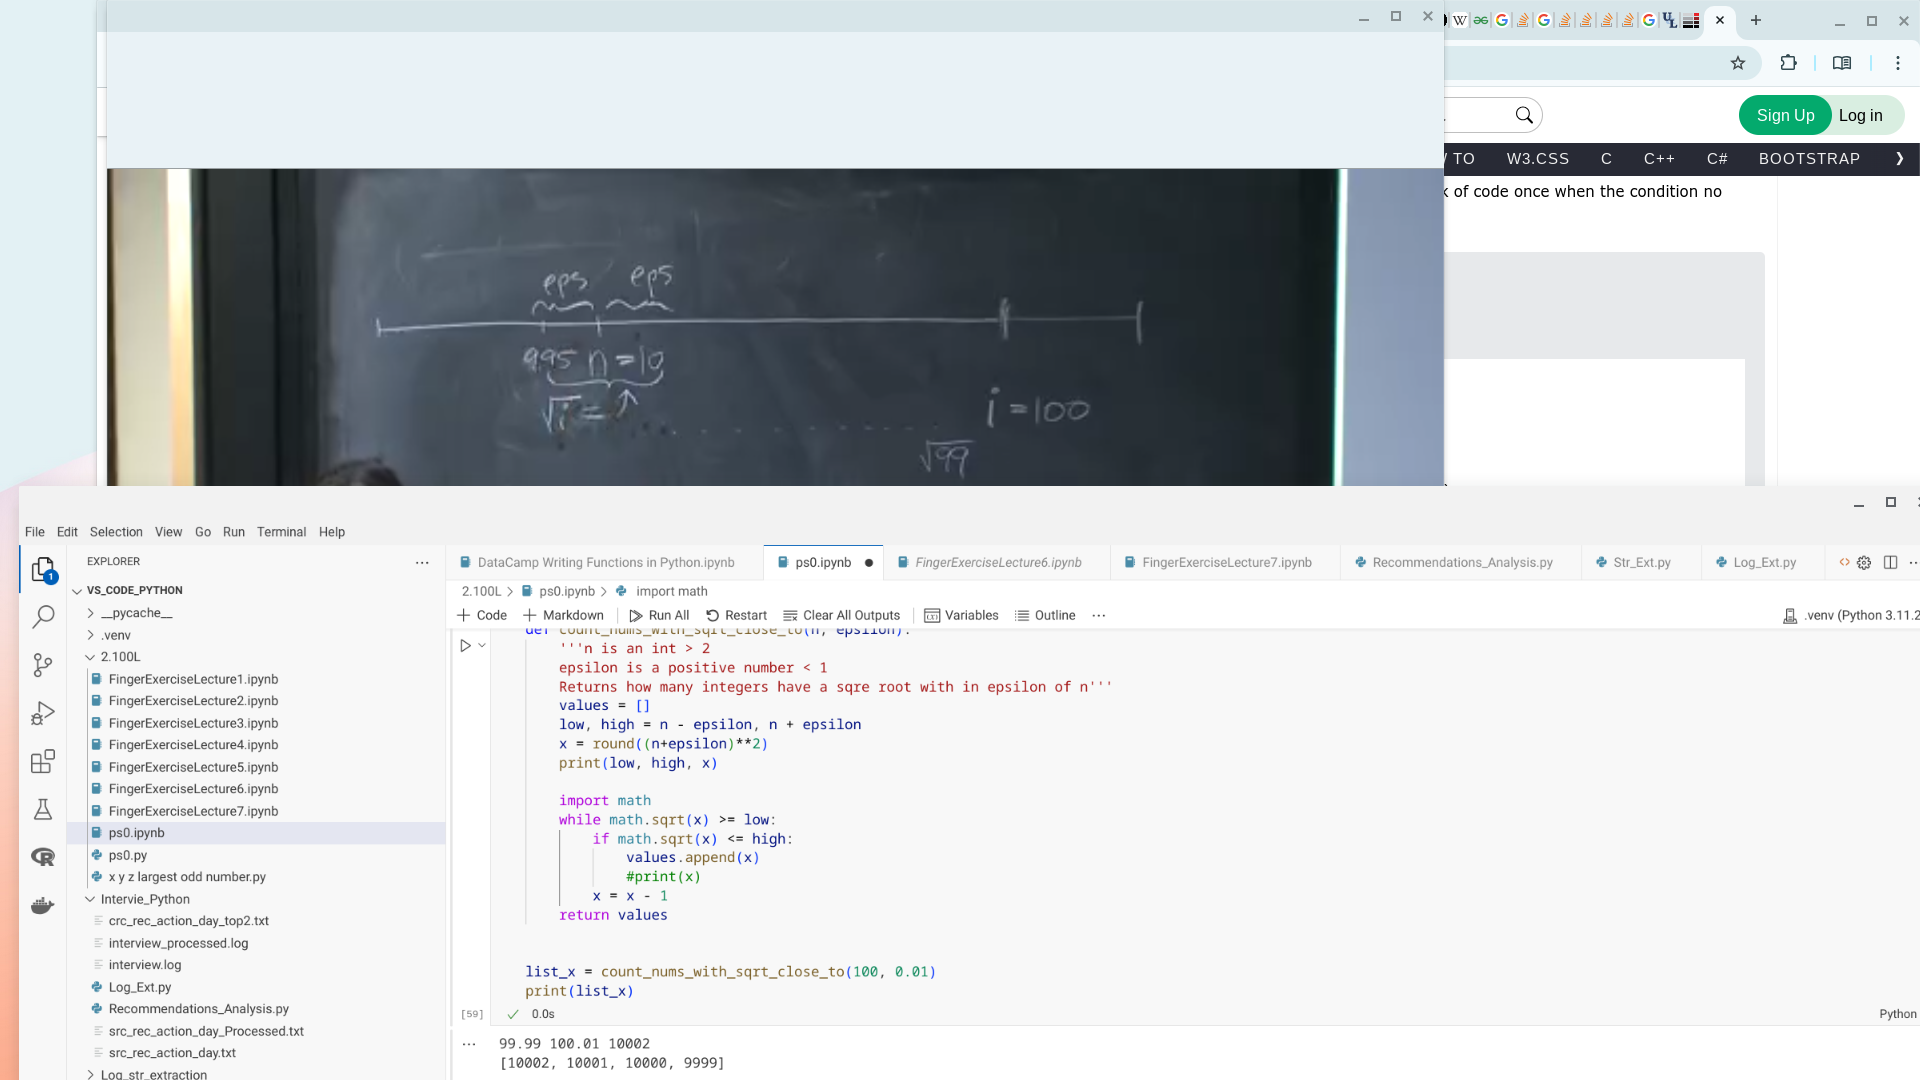 Sign Up
Log in
TO
W3.CSS
C
C++
C#
BOOTSTRAP
of code once when the condition no
eps
eps
995 n = 10
√i =
i = 100
√99
File Edit Selection View Go Run Terminal Help
EXPLORER
DataCamp Writing Functions in Python.ipynb
ps0.ipynb
FingerExerciseLecture6.ipynb
FingerExerciseLecture7.ipynb
Recommendations_Analysis.py
Str_Ext.py
Log_Ext.py
VS_CODE_PYTHON
2.100L > ps0.ipynb > import math
+ Code + Markdown Run All Restart Clear All Outputs Variables Outline ...
.venv (Python 3.11.2
__pycache__
.venv
2.100L
FingerExerciseLecture1.ipynb
FingerExerciseLecture2.ipynb
FingerExerciseLecture3.ipynb
FingerExerciseLecture4.ipynb
FingerExerciseLecture5.ipynb
FingerExerciseLecture6.ipynb
FingerExerciseLecture7.ipynb
ps0.ipynb
ps0.py
x y z largest odd number.py
Intervie_Python
crc_rec_action_day_top2.txt
interview_processed.log
interview.log
Log_Ext.py
Recommendations_Analysis.py
src_rec_action_day_Processed.txt
src_rec_action_day.txt
Log_str_extraction
def count_nums_with_sqrt_close_to(n, epsilon):
'''n is an int > 2
epsilon is a positive number < 1
Returns how many integers have a sqre root with in epsilon of n'''
values = []
low, high = n - epsilon, n + epsilon
x = round((n+epsilon)**2)
print(low, high, x)
import math
while math.sqrt(x) >= low:
if math.sqrt(x) <= high:
values.append(x)
#print(x)
x = x - 1
return values
list_x = count_nums_with_sqrt_close_to(100, 0.01)
print(list_x)
[59] 0.0s
Python
99.99 100.01 10002
[10002, 10001, 10000, 9999]